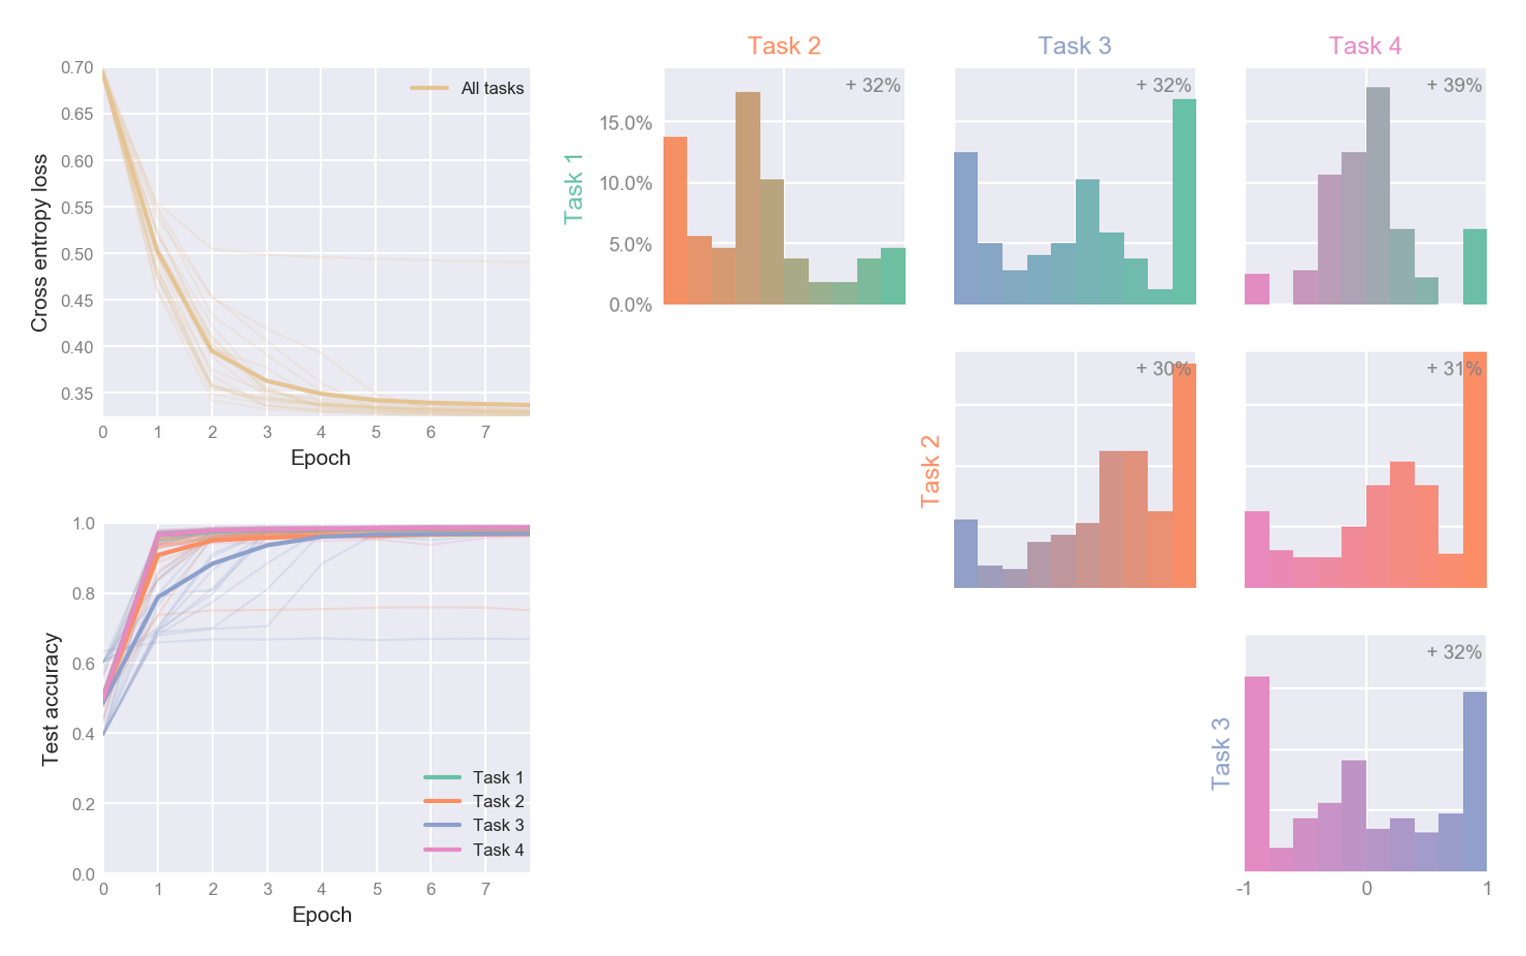 0.70
0.65
0.60
0.55
0.50
0.45
0.40
0.35
Cross entropy loss
All tasks
0 1 2 3 4 5 6 7
Epoch
1.0
0.8
0.6
0.4
0.2
0.0
Test accuracy
Task 1
Task 2
Task 3
Task 4
0 1 2 3 4 5 6 7
Epoch
Task 2 Task 3 Task 4
Task 1
15.0%
10.0%
5.0%
0.0%
+ 32%
+ 32%
+ 39%
Task 2
+ 30%
+ 31%
Task 3
+ 32%
-1 0 1